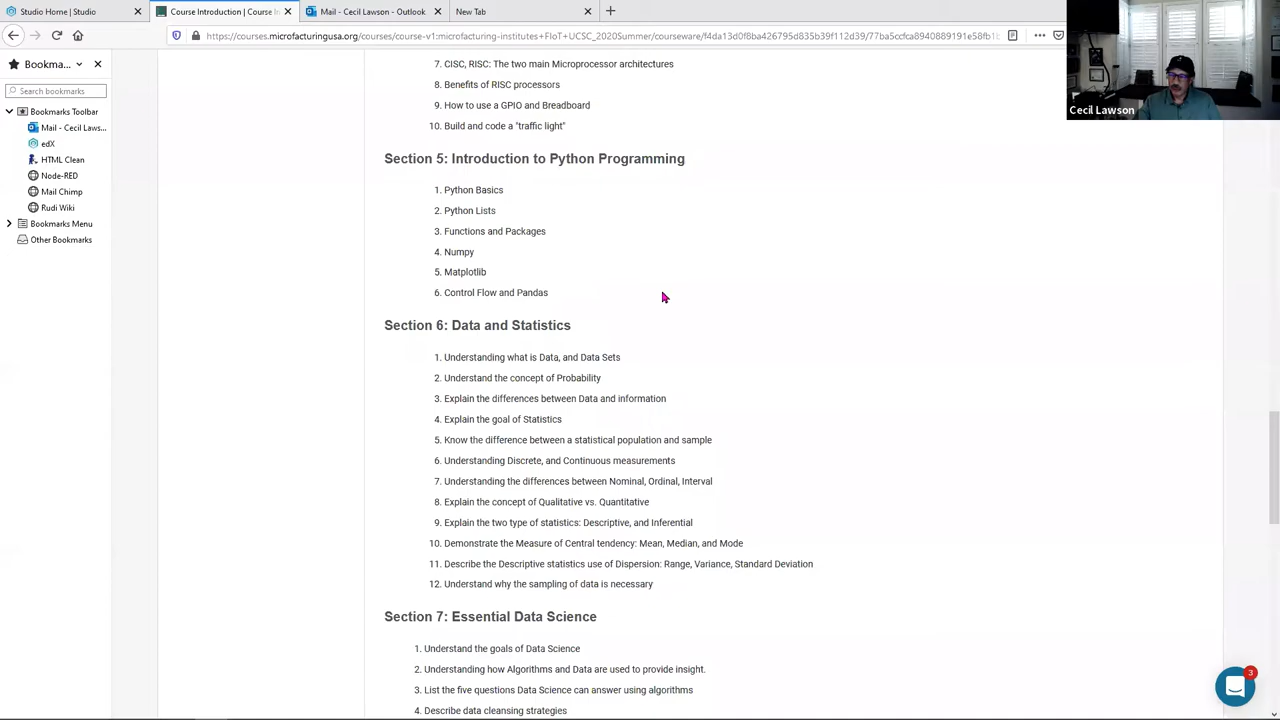 Studio Home | Studio
Course Introduction | Course In
Mail - Cecil Lawson - Outlook
New Tab
https://courses.microfacturingusa.org/courses/course-v1
FIoT+UCSC_2020Summer/courseware/f4da13
Bookma...
Search bookmarks
Bookmarks Toolbar
Mail - Cecil Laws...
edX
HTML Clean
Node-RED
Mail Chimp
Rudi Wiki
Bookmarks Menu
Other Bookmarks
Cecil Lawson
7. CISC, RISC: The two main Microprocessor architectures
8. Benefits of RISC processors
9. How to use a GPIO and Breadboard
10. Build and code a "traffic light"
Section 5: Introduction to Python Programming
1. Python Basics
2. Python Lists
3. Functions and Packages
4. Numpy
5. Matplotlib
6. Control Flow and Pandas
Section 6: Data and Statistics
1. Understanding what is Data, and Data Sets
2. Understand the concept of Probability
3. Explain the differences between Data and information
4. Explain the goal of Statistics
5. Know the difference between a statistical population and sample
6. Understanding Discrete, and Continuous measurements
7. Understanding the differences between Nominal, Ordinal, Interval
8. Explain the concept of Qualitative vs. Quantitative
9. Explain the two type of statistics: Descriptive, and Inferential
10. Demonstrate the Measure of Central tendency: Mean, Median, and Mode
11. Describe the Descriptive statistics use of Dispersion: Range, Variance, Standard Deviation
12. Understand why the sampling of data is necessary
Section 7: Essential Data Science
1. Understand the goals of Data Science
2. Understanding how Algorithms and Data are used to provide insight.
3. List the five questions Data Science can answer using algorithms
4. Describe data cleansing strategies
3